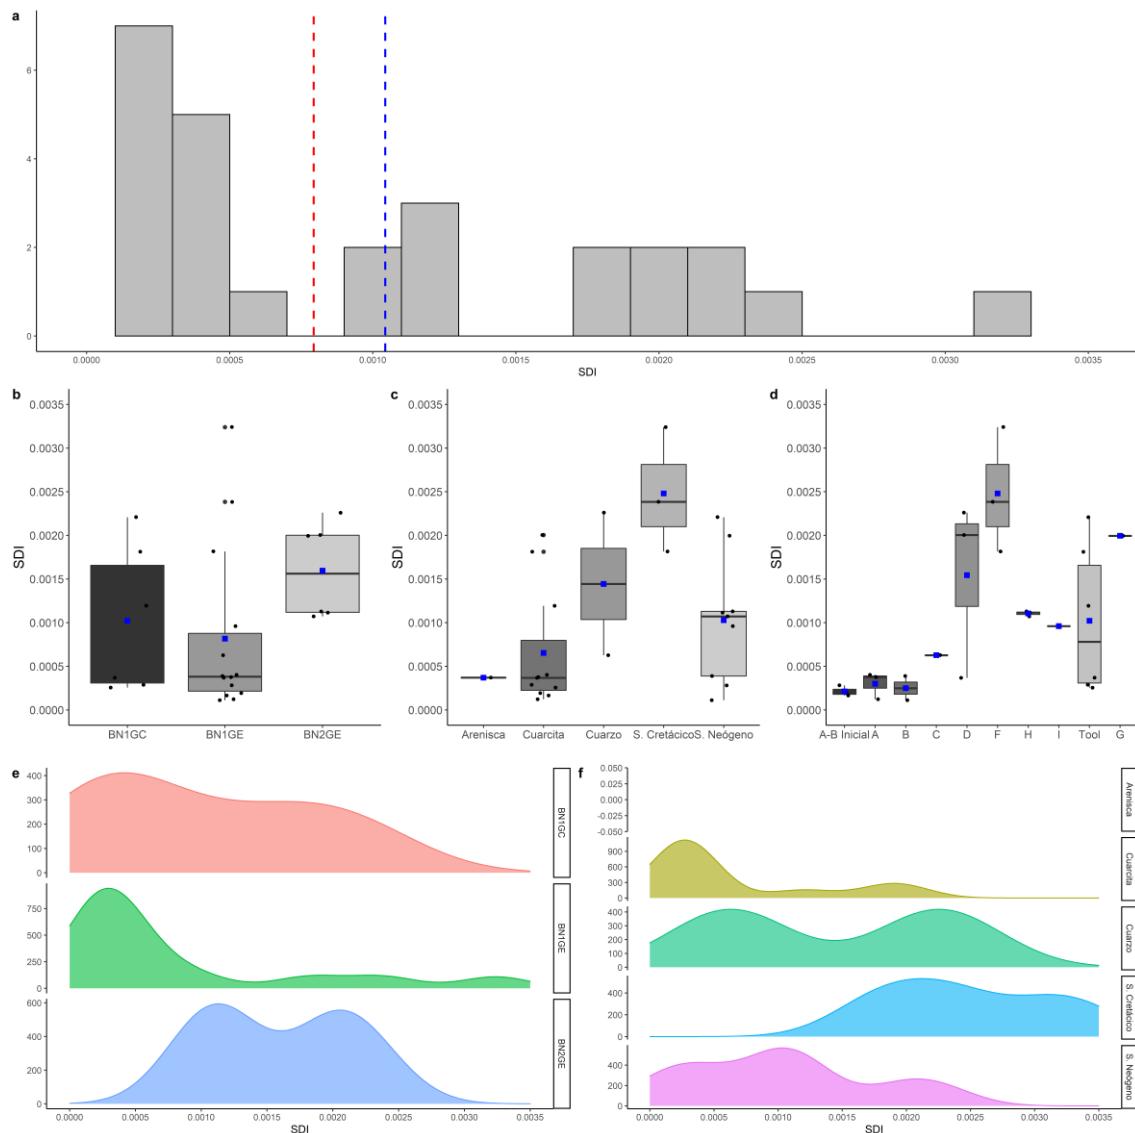 a
6
4
2
0
0.0000 0.0005 0.0010 0.0015 0.0020 0.0025 0.0030 0.0035
SDI
b
0.0035
0.0030
0.0025
0.0020
0.0015
0.0010
0.0005
0.0000
SDI
BN1GC BN1GE BN2GE
c
0.0035
0.0030
0.0025
0.0020
0.0015
0.0010
0.0005
0.0000
SDI
Arenisca Cuarcita Cuarzo S. Cretácico S. Neógeno
d
0.0035
0.0030
0.0025
0.0020
0.0015
0.0010
0.0005
0.0000
SDI
A-B Inicial A B C D F H I Tool G
e
400
300
200
100
0
BN1GC
750
500
250
0
BN1GE
600
400
200
0
BN2GE
0.0000 0.0005 0.0010 0.0015 0.0020 0.0025 0.0030 0.0035
SDI
f
0.050
0.025
0.000
-0.025
-0.050
Arenisca
900
600
300
0
Cuarcita
400
300
200
100
0
Cuarzo
400
200
0
S. Cretácico
400
200
0
S. Neógeno
0.0000 0.0005 0.0010 0.0015 0.0020 0.0025 0.0030 0.0035
SDI